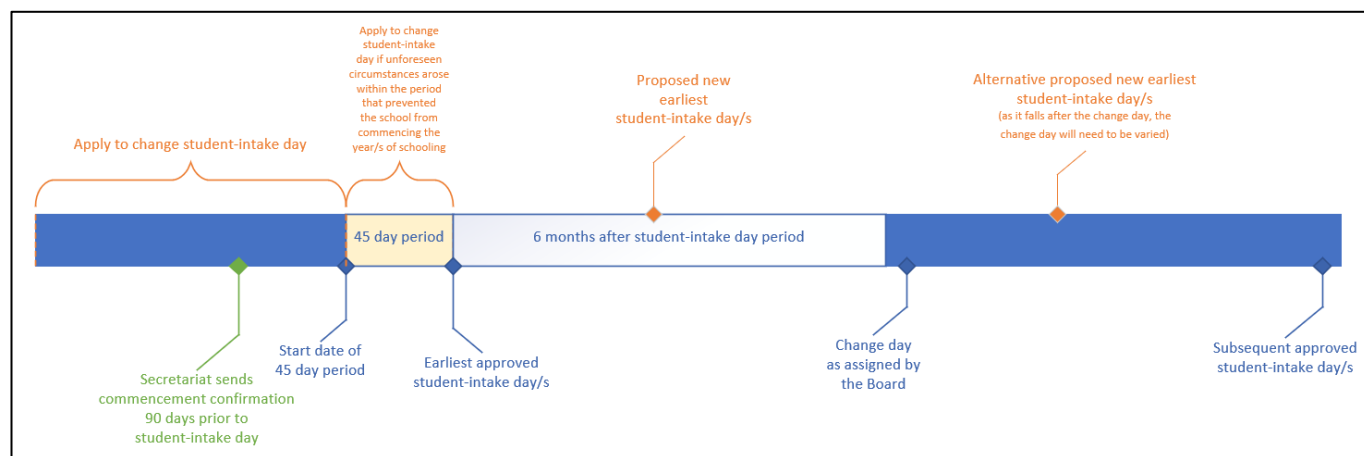 Apply to change
student-intake
day if unforeseen
circumstances arose
within the period
that prevented
the school from
commencing the
year/s of schooling
Proposed new
earliest
student-intake day/s
Alternative proposed new earliest
student-intake day/s
(as it falls after the change day, the
change day will need to be varied)
Apply to change student-intake day
45 day period
6 months after student-intake day period
Start date of
45 day period
Earliest approved
student-intake day/s
Change day
as assigned by
the Board
Subsequent approved
student-intake day/s
Secretariat sends
commencement confirmation
90 days prior to
student-intake day